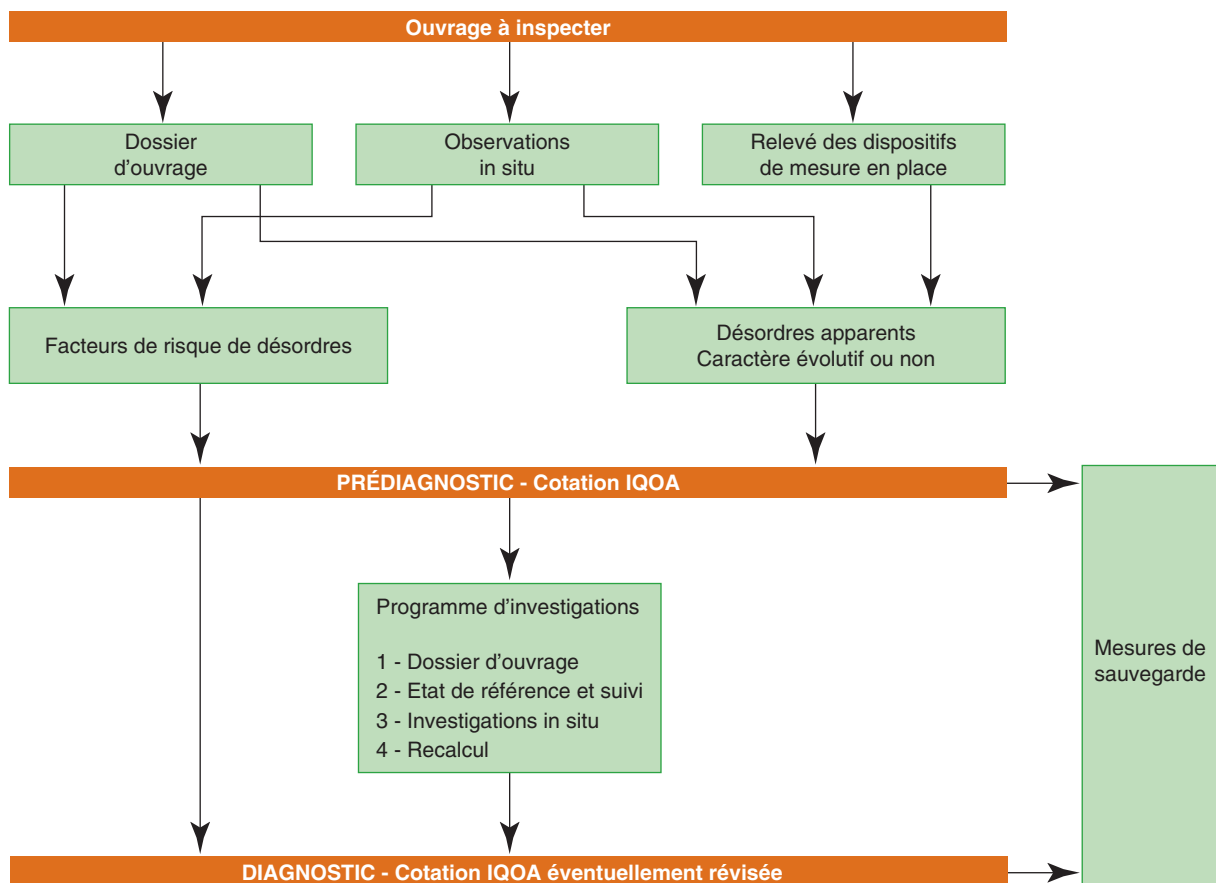 Ouvrage à inspecter
Dossier
d'ouvrage
Observations
in situ
Relevé des dispositifs
de mesure en place
Facteurs de risque de désordres
Désordres apparents
Caractère évolutif ou non
PRÉDIAGNOSTIC - Cotation IQOA
Programme d'investigations
1 - Dossier d'ouvrage
2 - Etat de référence et suivi
3 - Investigations in situ
4 - Recalcul
Mesures de
sauvegarde
DIAGNOSTIC - Cotation IQOA éventuellement révisée